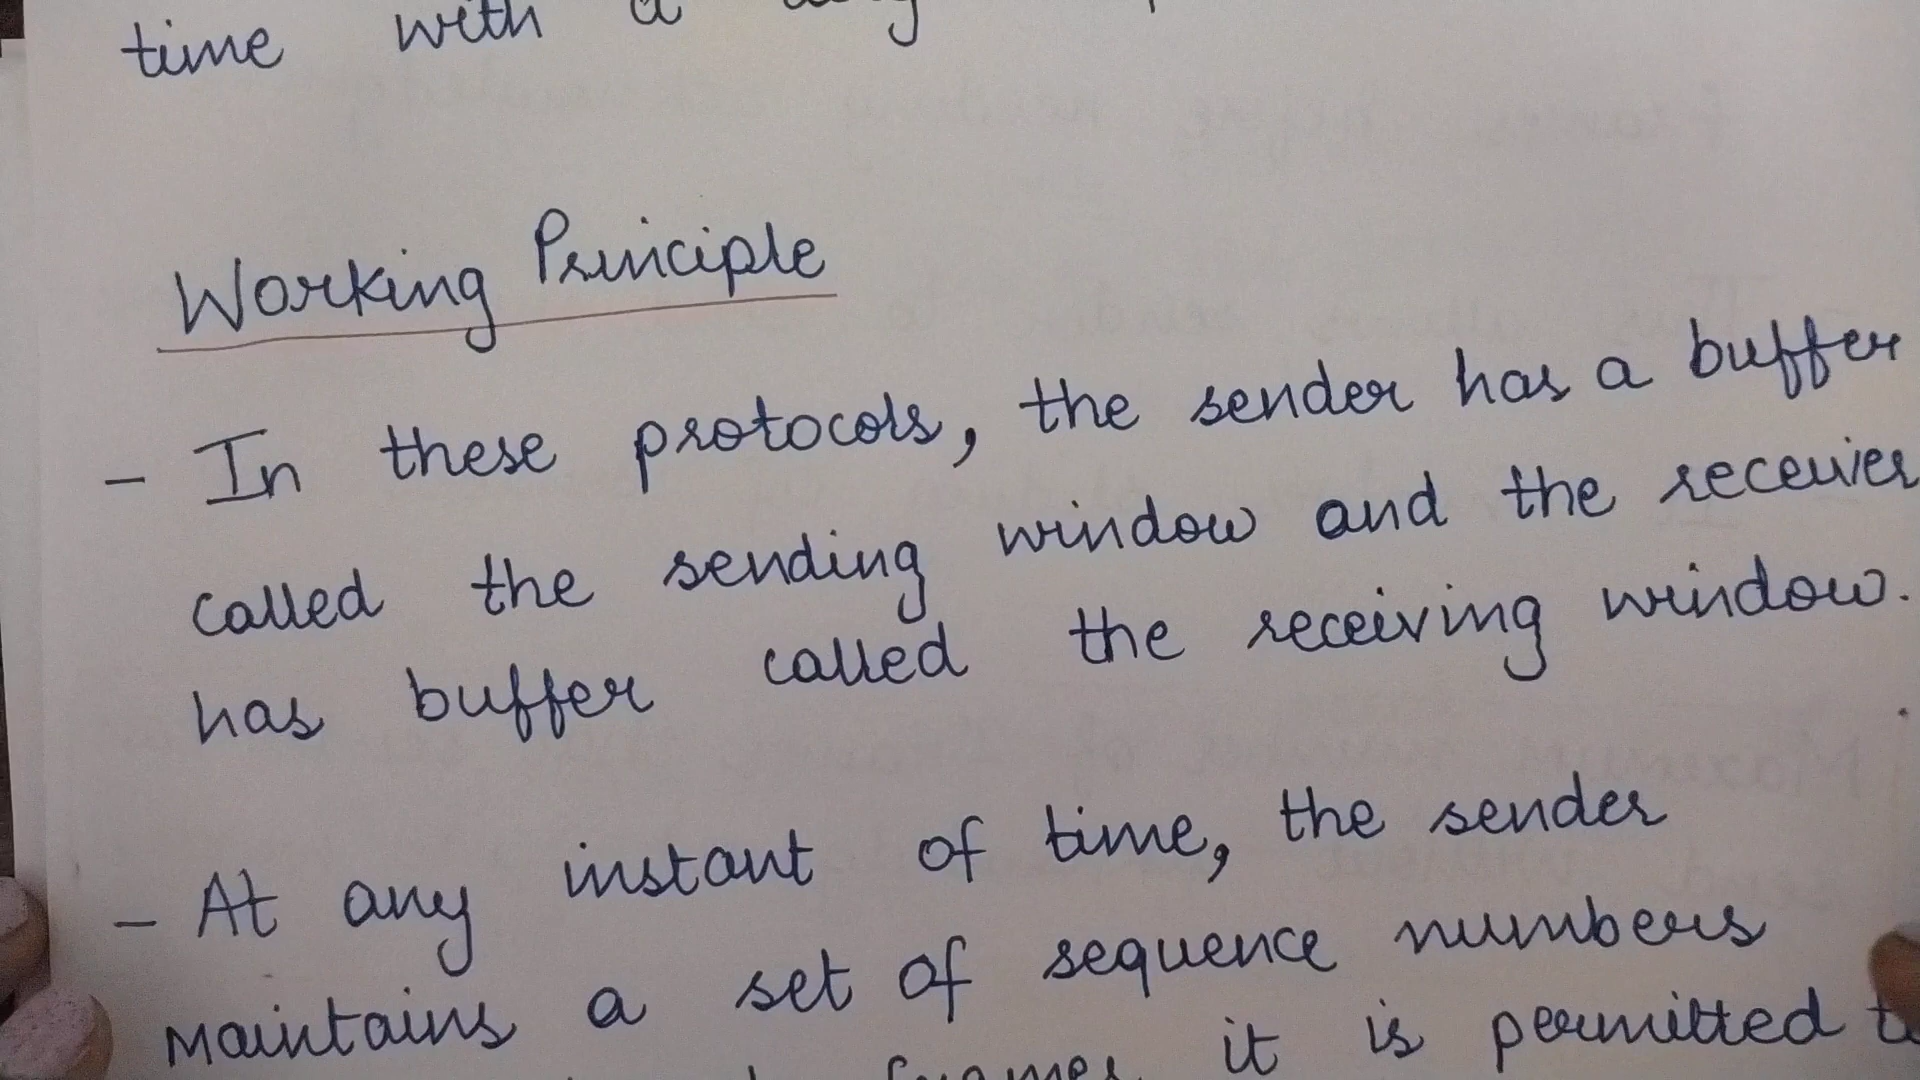 time with a
Working Principle
- In these protocols, the sender has a buffer
called the sending window and the receiver
has buffer called the receiving window.
- At any instant of time, the sender
maintains a set of sequence numbers
frames it is permitted to